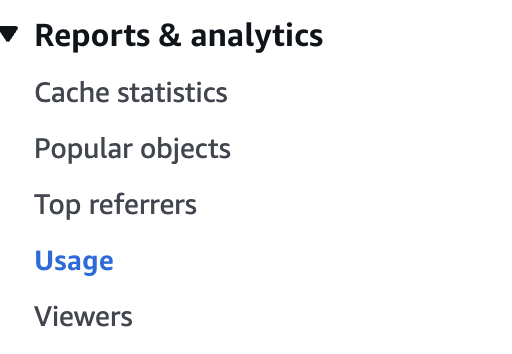 Reports & analytics
Cache statistics
Popular objects
Top referrers
Usage
Viewers